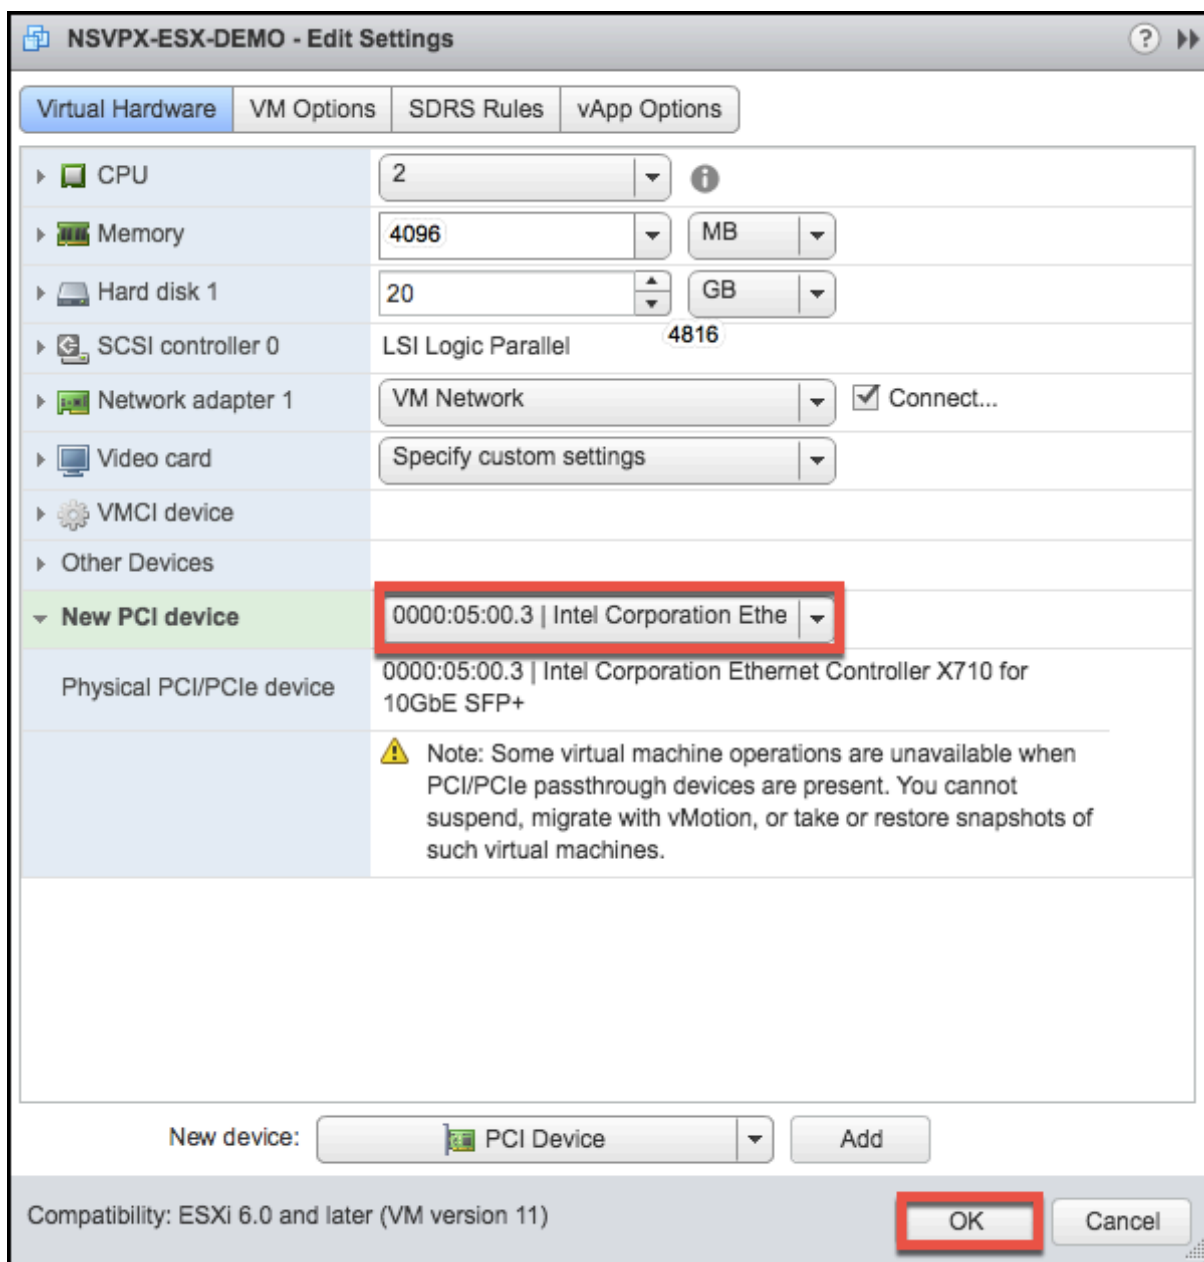 NSVPX-ESX-DEMO - Edit Settings ?
Virtual Hardware VM Options SDRS Rules vApp Options
CPU 2
Memory 4096 MB
Hard disk 1 20 GB
4816
SCSI controller 0 LSI Logic Parallel
Network adapter 1 VM Network Connect...
Video card Specify custom settings
VMCI device
Other Devices
New PCI device 0000:05:00.3 | Intel Corporation Ethe
Physical PCI/PCIe device 0000:05:00.3 | Intel Corporation Ethernet Controller X710 for
10GbE SFP+
Note: Some virtual machine operations are unavailable when
PCI/PCIe passthrough devices are present. You cannot
suspend, migrate with vMotion, or take or restore snapshots of
such virtual machines.
New device: PCI Device Add
Compatibility: ESXi 6.0 and later (VM version 11) OK Cancel